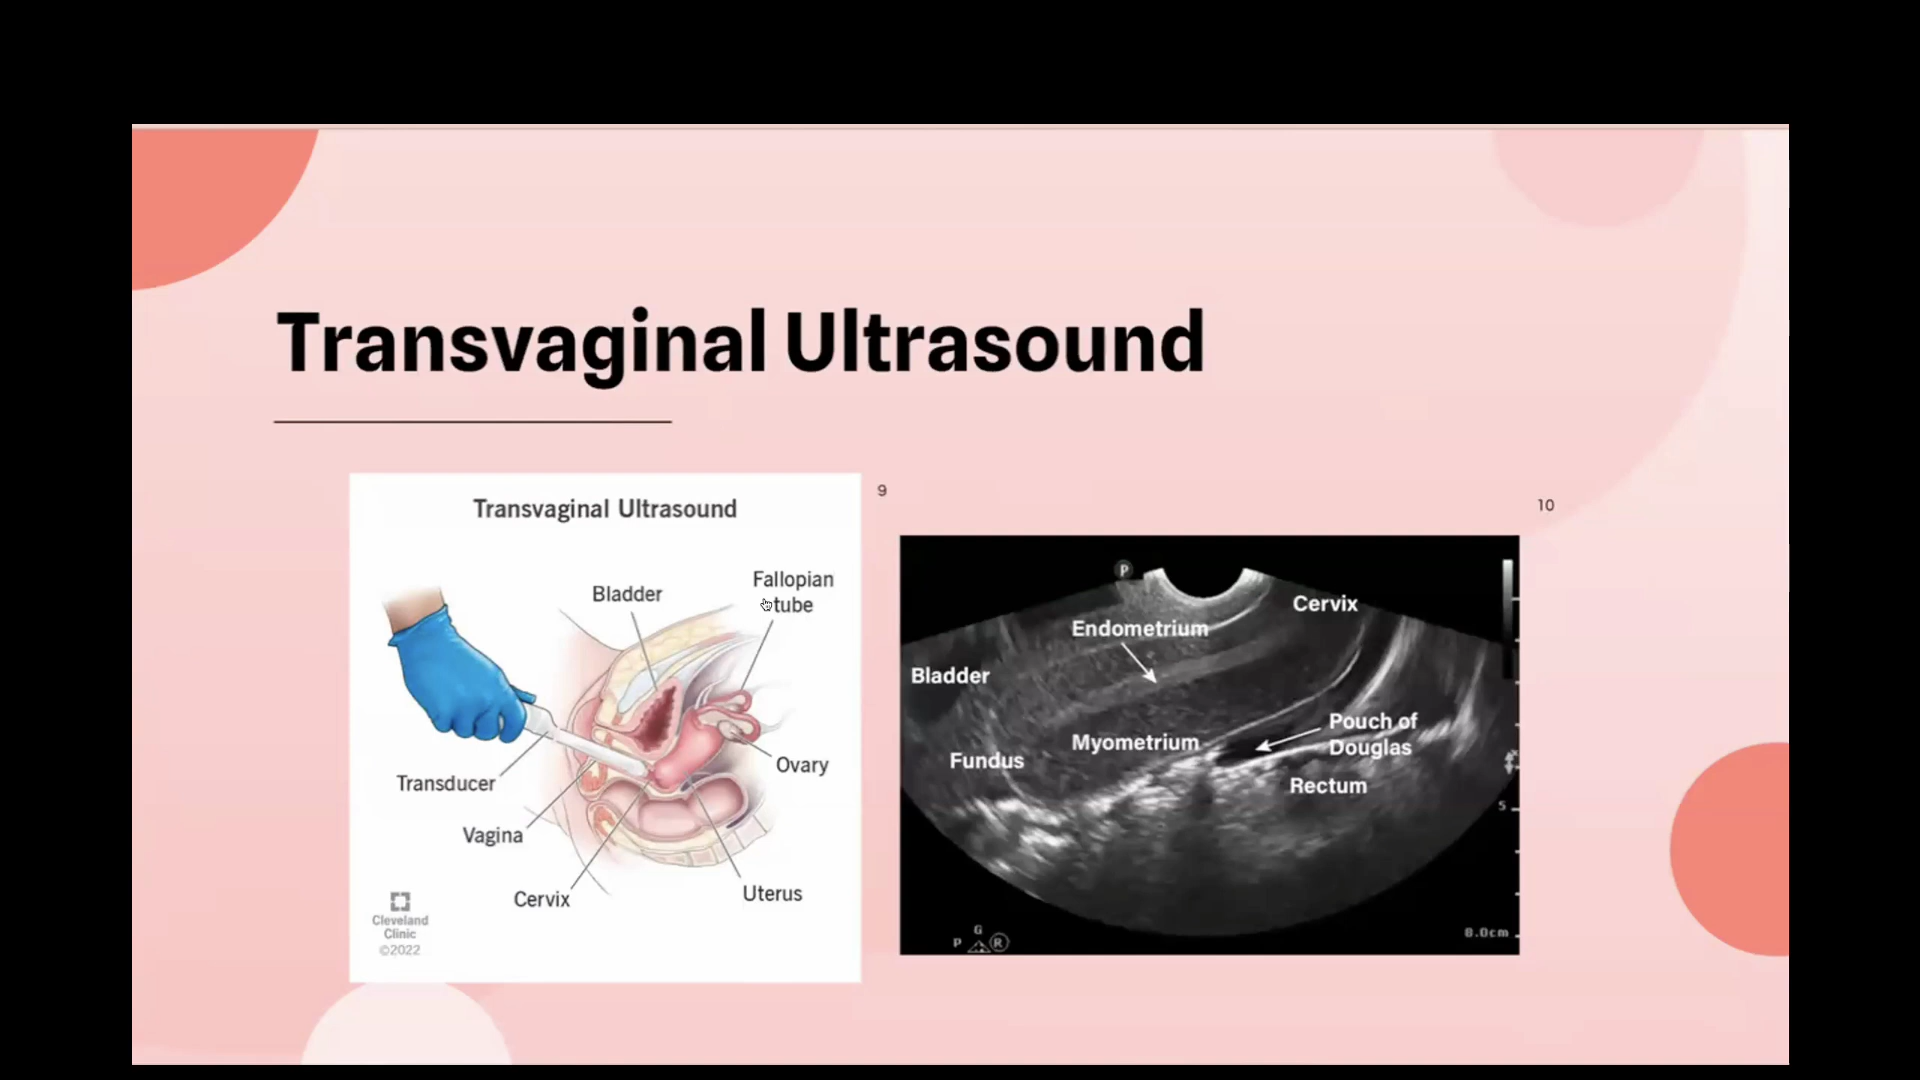 Transvaginal Ultrasound
9
10
Transvaginal Ultrasound
Bladder
Fallopian
tube
Transducer
Ovary
Vagina
Cervix
Uterus
Cleveland
Clinic
©2022
P
Cervix
Endometrium
Bladder
Pouch of
Douglas
Myometrium
Fundus
Rectum
5
G
P
R
8.0cm